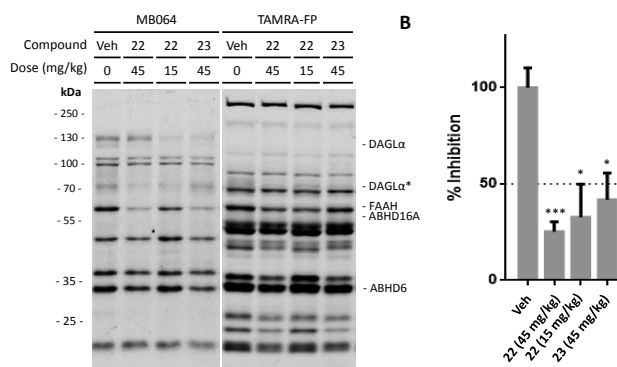 MB064 TAMRA-FP
Compound Veh 22 22 23 Veh 22 22 23
Dose (mg/kg) 0 45 15 45 0 45 15 45
kDa
- 250 -
- 130 -
- 100 -
- 70 -
55 -
- 35 -
- 25 -
- DAGLα
- DAGLα*
- FAAH
- ABHD16A
- ABHD6
B
% Inhibition
100
50
0
***
*
*
Veh
22 (45 mg/kg)
22 (15 mg/kg)
23 (45 mg/kg)